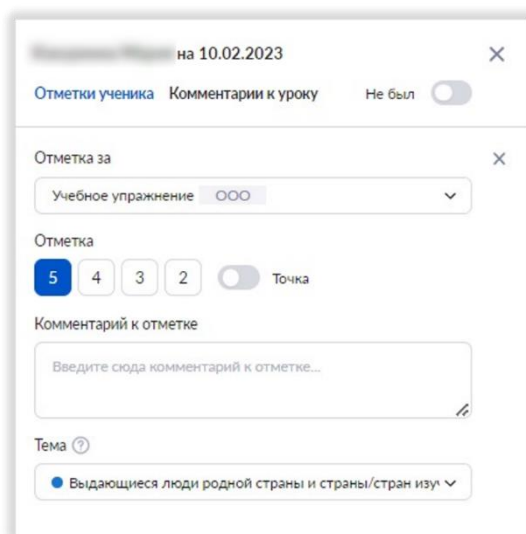 на 10.02.2023
Отметки ученика Комментарии к уроку Не был
Отметка за
Учебное упражнение ООО
Отметка
5 4 3 2 Точка
Комментарий к отметке
Введите сюда комментарий к отметке...
Тема ?
Выдающиеся люди родной страны и страны/стран изуч